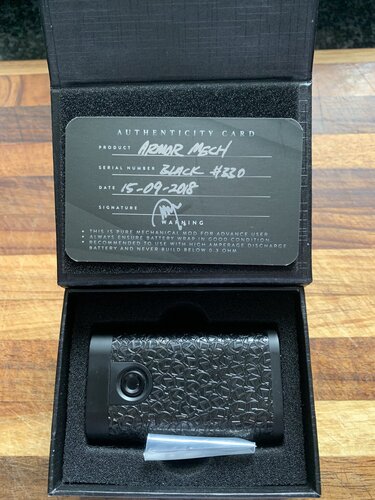 AUTHENTICITY CARD
PRODUCT ARMOR MECH
SERIAL NUMBER BLACK #330
DATE 15-09-2018
SIGNATURE
WARNING
• THIS IS PURE MECHANICAL MOD FOR ADVANCE USER.
• ALWAYS ENSURE BATTERY WRAP IN GOOD CONDITION.
• RECOMMENDED TO USE WITH HIGH AMPERAGE DISCHARGE
BATTERY AND NEVER BUILD BELOW 0.3 OHM